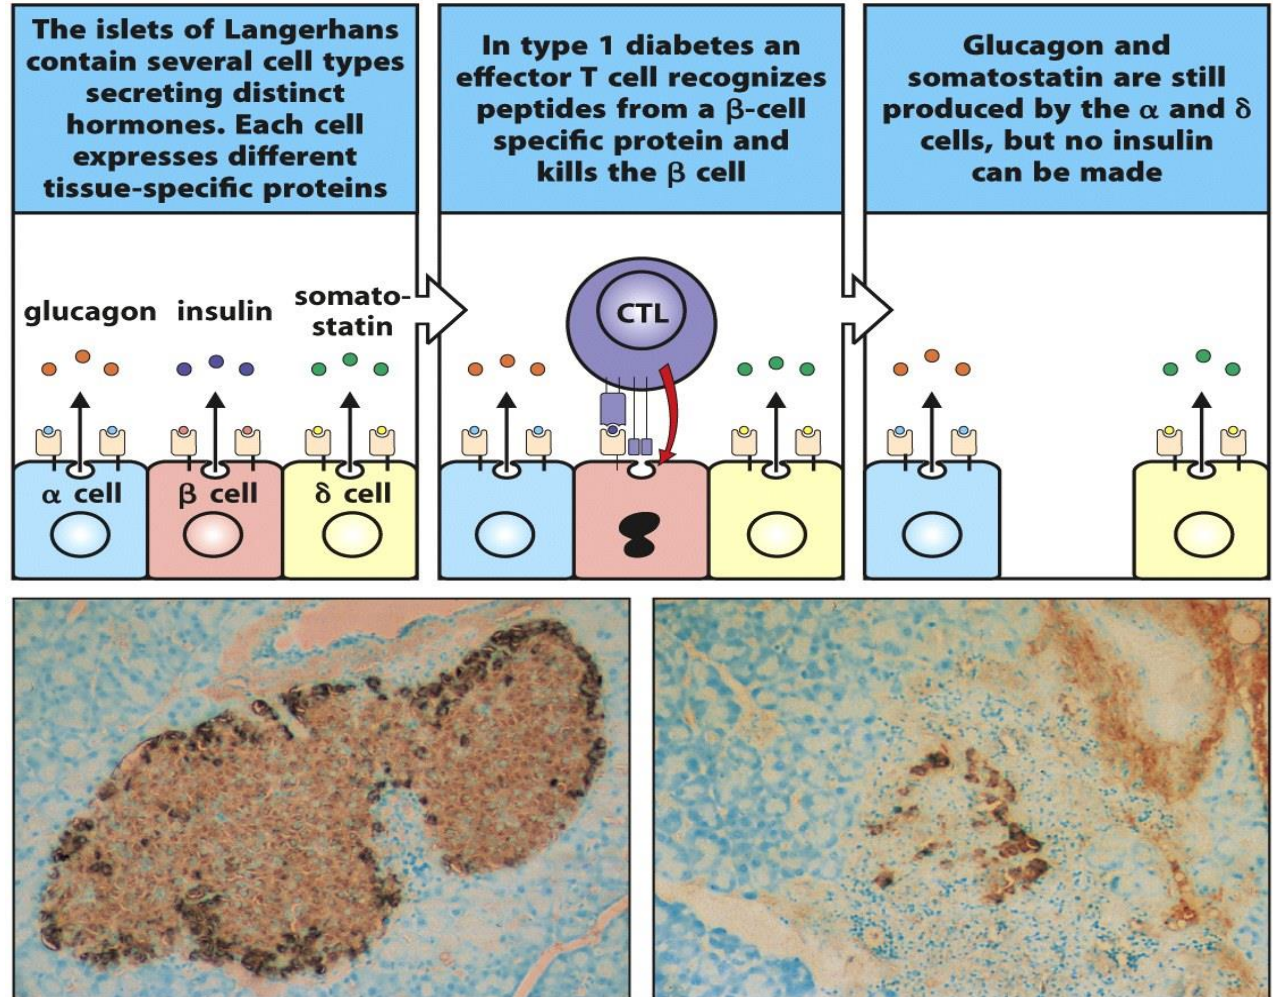 The islets of Langerhans
contain several cell types
secreting distinct
hormones. Each cell
expresses different
tissue-specific proteins
In type 1 diabetes an
effector T cell recognizes
peptides from a β-cell
specific protein and
kills the β cell
Glucagon and
somatostatin are still
produced by the α and δ
cells, but no insulin
can be made
glucagon
insulin
somato-
statin
α cell
β cell
δ cell
CTL